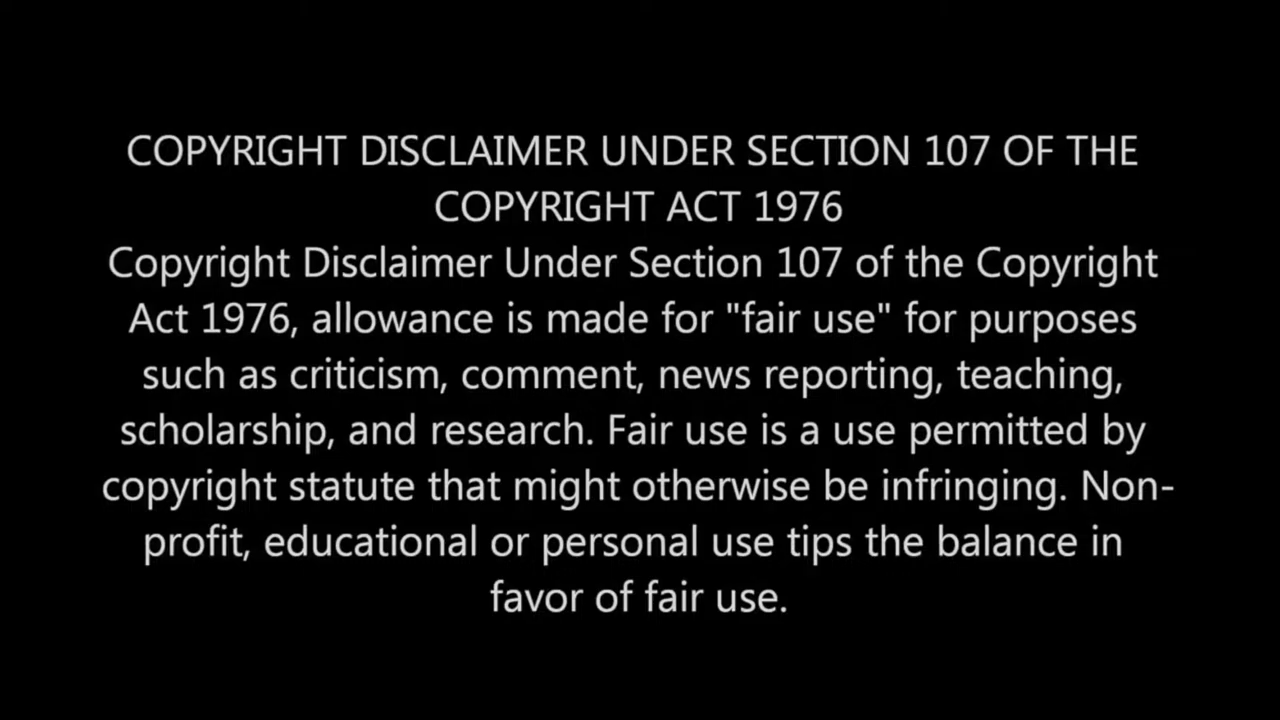 COPYRIGHT DISCLAIMER UNDER SECTION 107 OF THE
COPYRIGHT ACT 1976
Copyright Disclaimer Under Section 107 of the Copyright
Act 1976, allowance is made for "fair use" for purposes
such as criticism, comment, news reporting, teaching,
scholarship, and research. Fair use is a use permitted by
copyright statute that might otherwise be infringing. Non-
profit, educational or personal use tips the balance in
favor of fair use.